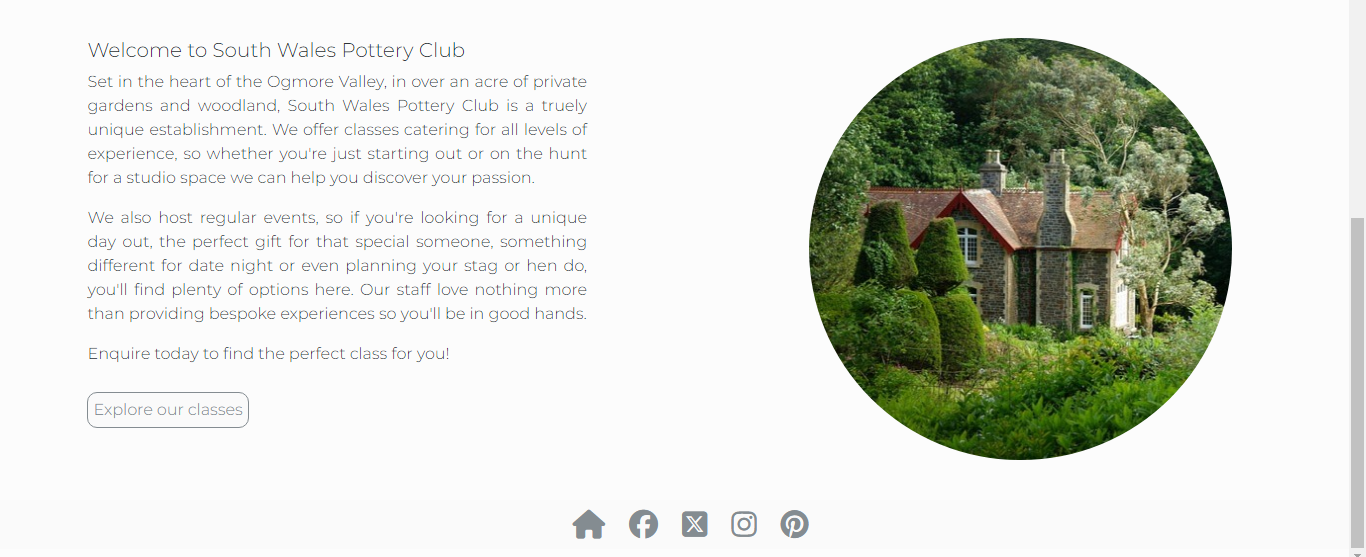 Welcome to South Wales Pottery Club
Set in the heart of the Ogmore Valley, in over an acre of private
gardens and woodland, South Wales Pottery Club is a truely
unique establishment. We offer classes catering for all levels of
experience, so whether you're just starting out or on the hunt
for a studio space we can help you discover your passion.
We also host regular events, so if you're looking for a unique
day out, the perfect gift for that special someone, something
different for date night or even planning your stag or hen do,
you'll find plenty of options here. Our staff love nothing more
than providing bespoke experiences so you'll be in good hands.
Enquire today to find the perfect class for you!
Explore our classes